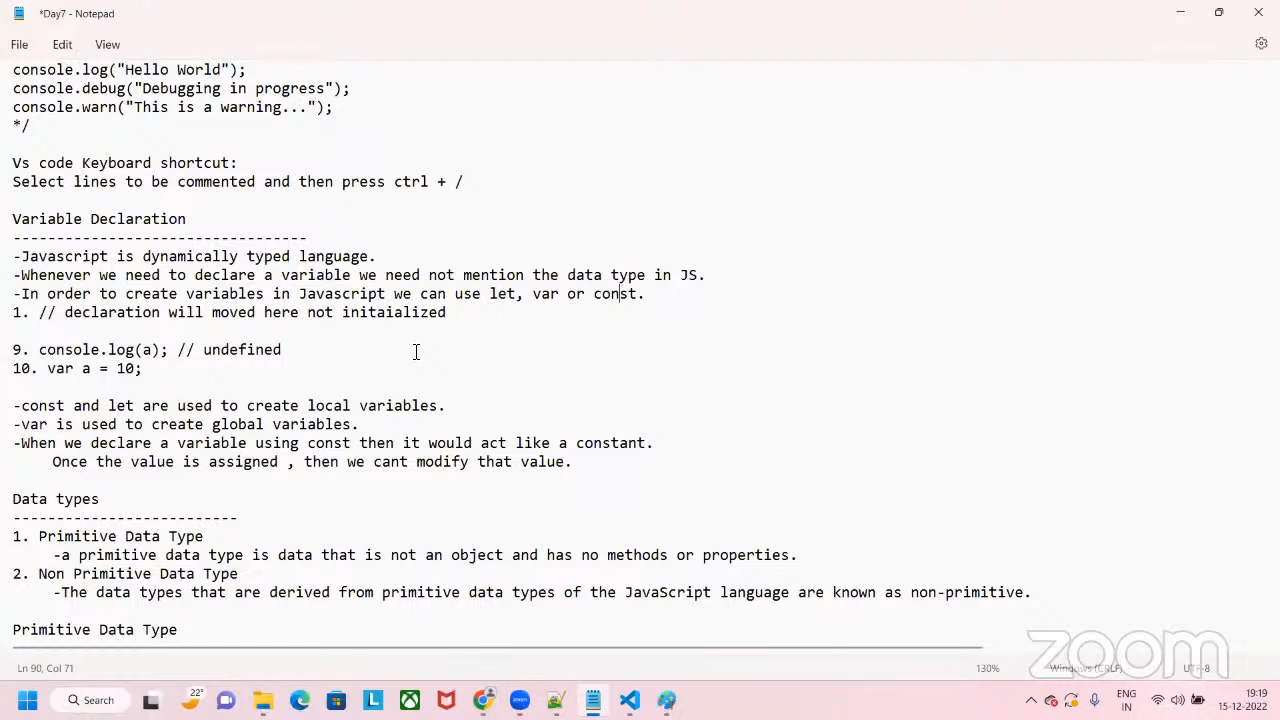 *Day7 - Notepad
File Edit View
console.log("Hello World");
console.debug("Debugging in progress");
console.warn("This is a warning...");
*/
Vs code Keyboard shortcut:
Select lines to be commented and then press ctrl + /
Variable Declaration
----------------------------------
-Javascript is dynamically typed language.
-Whenever we need to declare a variable we need not mention the data type in JS.
-In order to create variables in Javascript we can use let, var or const.
1. // declaration will moved here not initaialized
9. console.log(a); // undefined
10. var a = 10;
-const and let are used to create local variables.
-var is used to create global variables.
-When we declare a variable using const then it would act like a constant.
Once the value is assigned , then we cant modify that value.
Data types
--------------------------
1. Primitive Data Type
-a primitive data type is data that is not an object and has no methods or properties.
2. Non Primitive Data Type
-The data types that are derived from primitive data types of the JavaScript language are known as non-primitive.
Primitive Data Type
zoom
Ln 90, Col 71 130% Windows (CRLF) UTF-8
22° Search ENG IN 19:19 15-12-2022